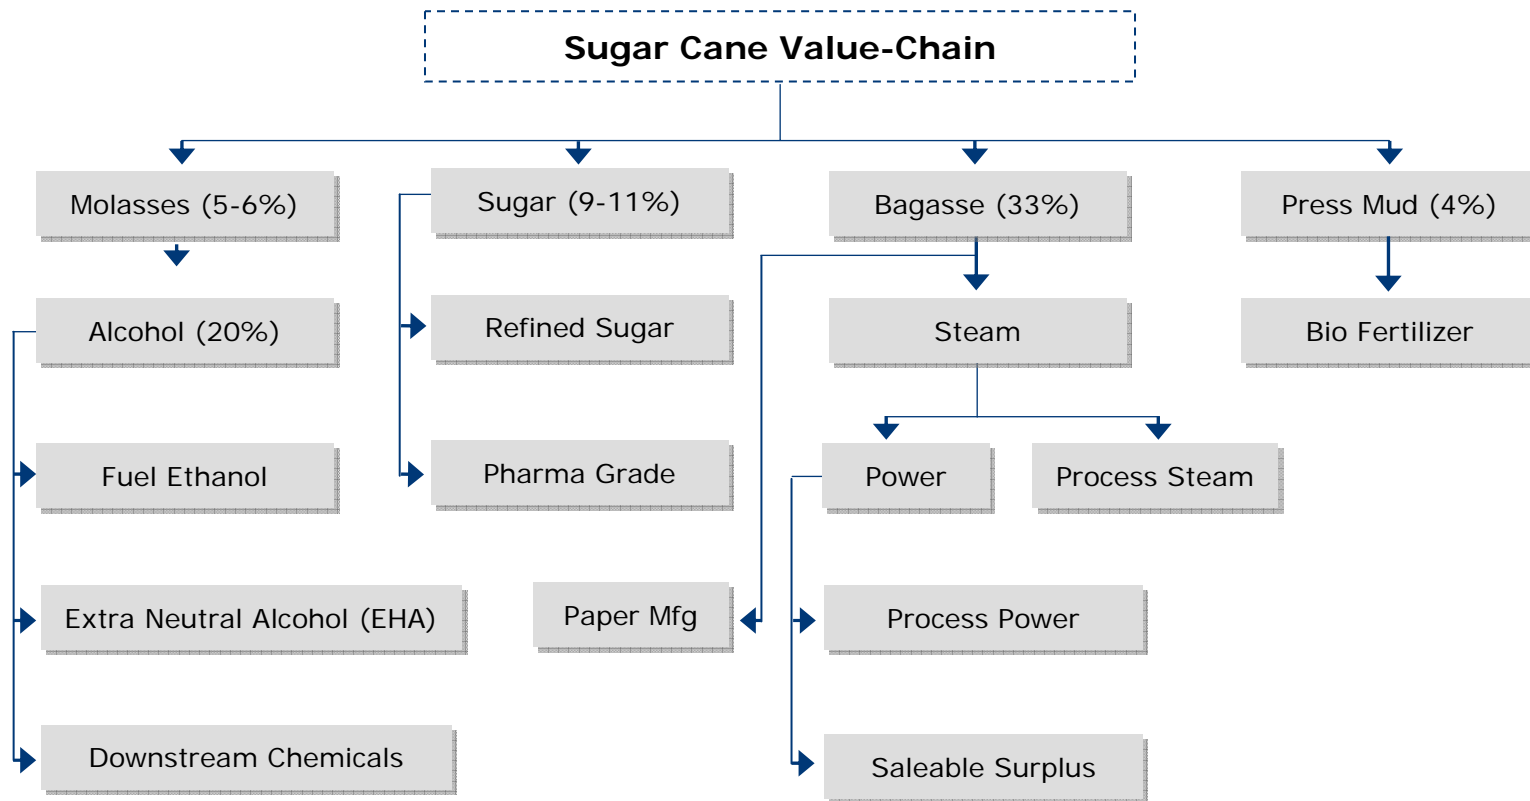 Sugar Cane Value-Chain
Molasses (5-6%)
Sugar (9-11%)
Bagasse (33%)
Press Mud (4%)
Alcohol (20%)
Refined Sugar
Steam
Bio Fertilizer
Fuel Ethanol
Pharma Grade
Power
Process Steam
Extra Neutral Alcohol (EHA)
Paper Mfg
Process Power
Downstream Chemicals
Saleable Surplus